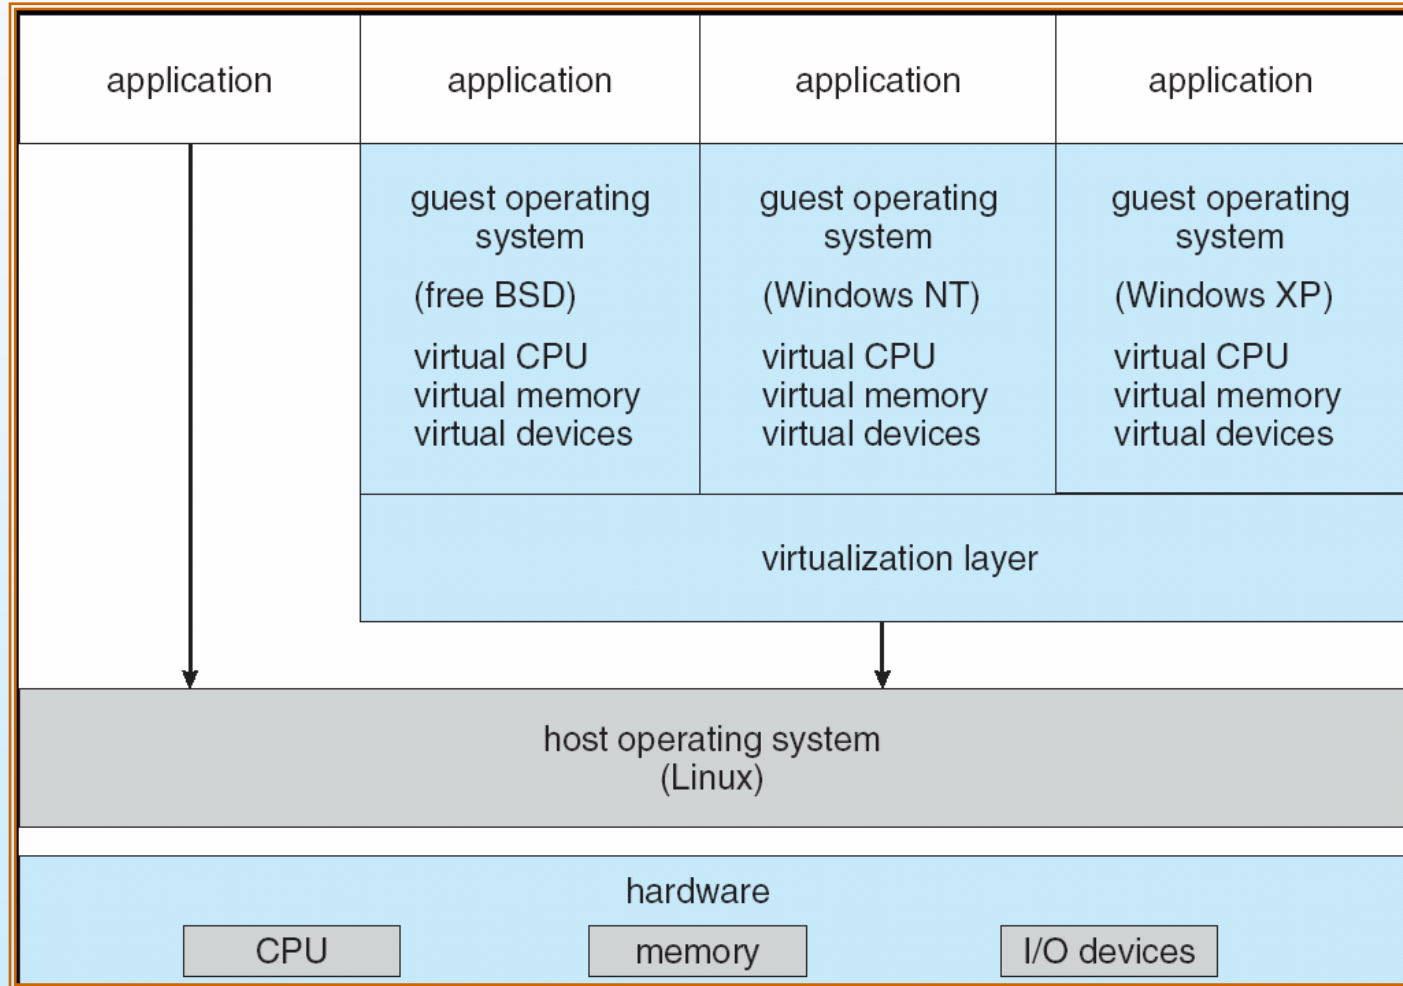 application
application
application
application
guest operating
system
(free BSD)
virtual CPU
virtual memory
virtual devices
guest operating
system
(Windows NT)
virtual CPU
virtual memory
virtual devices
guest operating
system
(Windows XP)
virtual CPU
virtual memory
virtual devices
virtualization layer
host operating system
(Linux)
hardware
CPU
memory
I/O devices